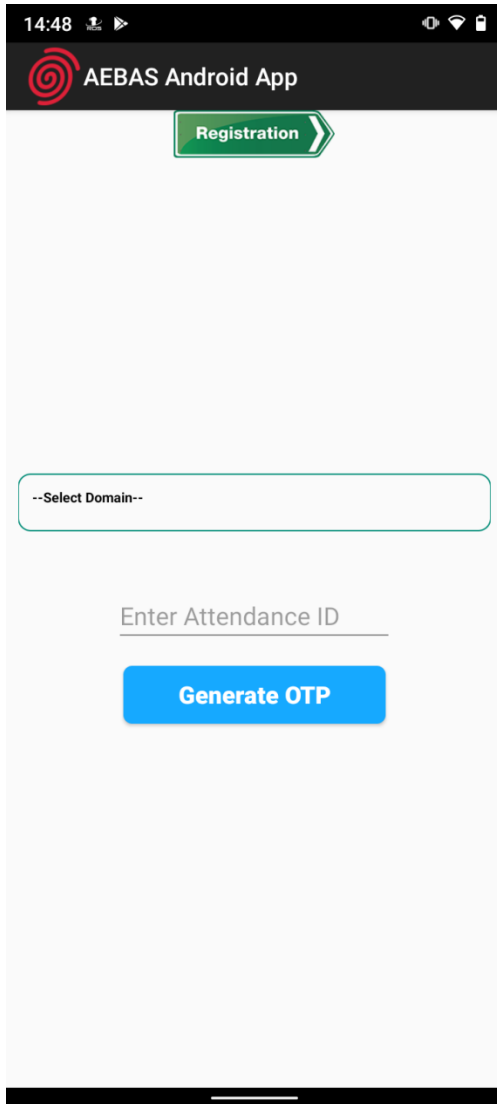 14:48
AEBAS Android App
Registration
--Select Domain--
Enter Attendance ID
Generate OTP